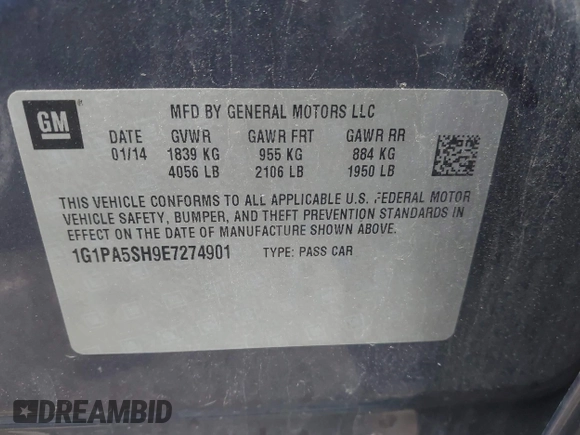 GM
MFD BY GENERAL MOTORS LLC
DATE GVWR GAWR FRT GAWR RR
01/14 1839 KG 955 KG 884 KG
4056 LB 2106 LB 1950 LB
THIS VEHICLE CONFORMS TO ALL APPLICABLE U.S. FEDERAL MOTOR
VEHICLE SAFETY, BUMPER, AND THEFT PREVENTION STANDARDS IN
EFFECT ON THE DATE OF MANUFACTURE SHOWN ABOVE.
1G1PA5SH9E7274901 TYPE: PASS CAR
DREAMBID